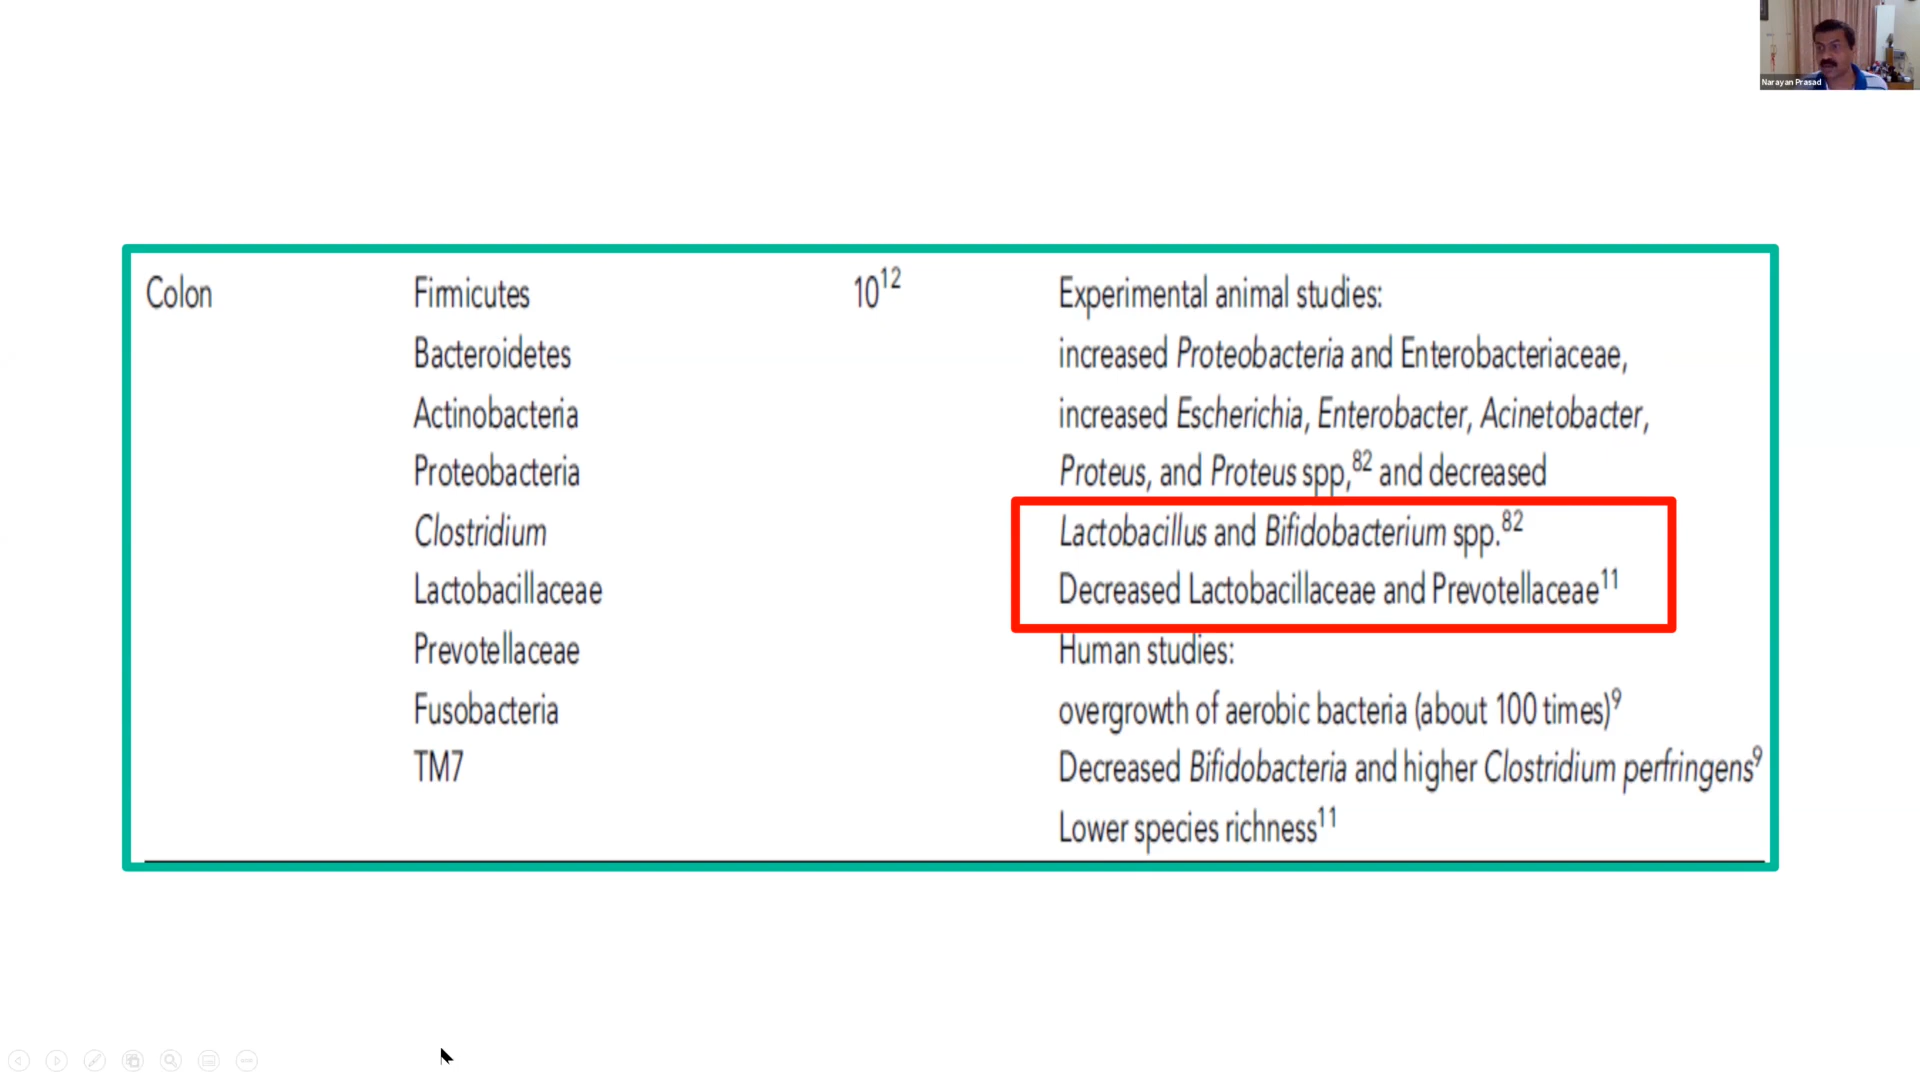 Narayan Prasad
Colon Firmicutes 10¹² Experimental animal studies:
Bacteroidetes increased Proteobacteria and Enterobacteriaceae,
Actinobacteria increased Escherichia, Enterobacter, Acinetobacter,
Proteobacteria Proteus, and Proteus spp,⁸² and decreased
Clostridium Lactobacillus and Bifidobacterium spp.⁸²
Lactobacillaceae Decreased Lactobacillaceae and Prevotellaceae¹¹
Prevotellaceae Human studies:
Fusobacteria overgrowth of aerobic bacteria (about 100 times)⁹
TM7 Decreased Bifidobacteria and higher Clostridium perfringens⁹
Lower species richness¹¹